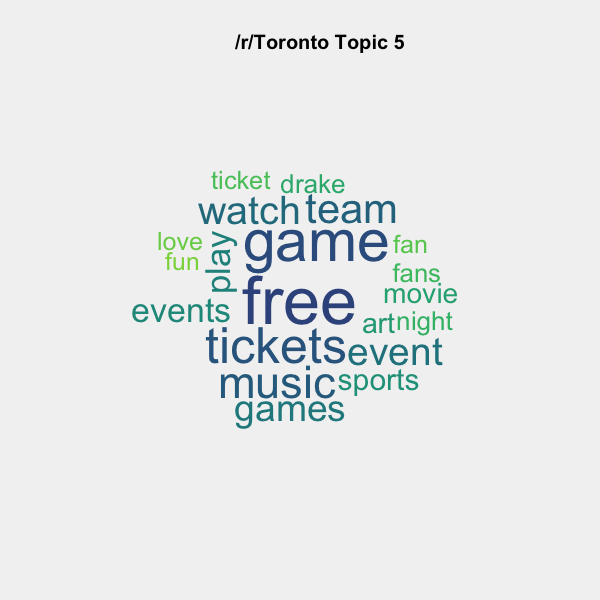 /r/Toronto Topic 5
ticket drake
watch team
love play game fan
fun fans
free movie
events art night
tickets event
music sports
games